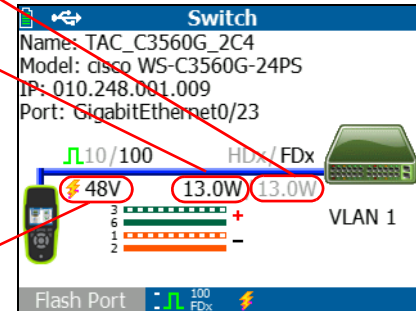 Switch
Name: TAC_C3560G_2C4
Model: cisco WS-C3560G-24PS
IP: 010.248.001.009
Port: GigabitEthernet0/23
10/100 HDx/FDx
48V 13.0W 13.0W
3
6 +
1 VLAN 1
2 −
Flash Port 100 FDx